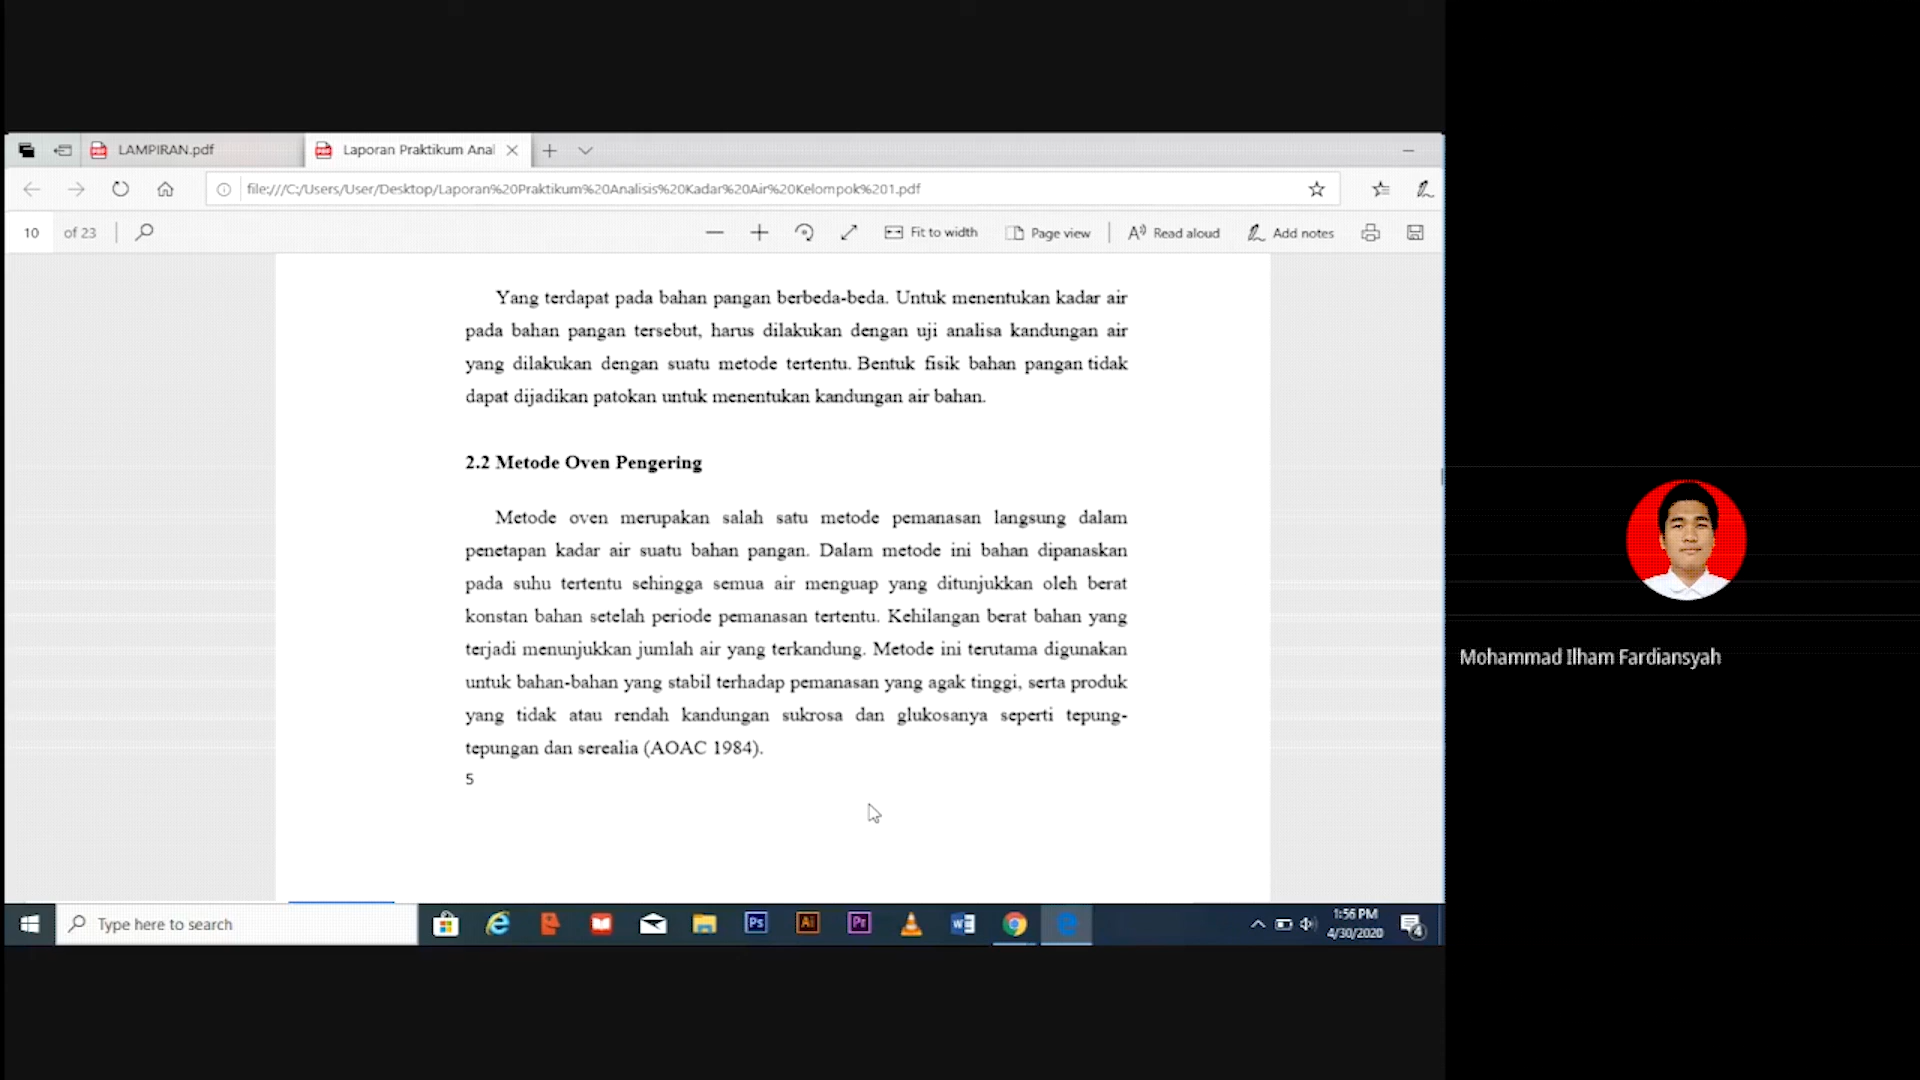 LAMPIRAN.pdf
Laporan Praktikum Anal
file:///C:/Users/User/Desktop/Laporan%20Praktikum%20Analisis%20Kadar%20Air%20Kelompok%201.pdf
10 of 23
Fit to width
Page view
Read aloud
Add notes
Yang terdapat pada bahan pangan berbeda-beda. Untuk menentukan kadar air
pada bahan pangan tersebut, harus dilakukan dengan uji analisa kandungan air
yang dilakukan dengan suatu metode tertentu. Bentuk fisik bahan pangan tidak
dapat dijadikan patokan untuk menentukan kandungan air bahan.
2.2 Metode Oven Pengering
Metode oven merupakan salah satu metode pemanasan langsung dalam
penetapan kadar air suatu bahan pangan. Dalam metode ini bahan dipanaskan
pada suhu tertentu sehingga semua air menguap yang ditunjukkan oleh berat
konstan bahan setelah periode pemanasan tertentu. Kehilangan berat bahan yang
terjadi menunjukkan jumlah air yang terkandung. Metode ini terutama digunakan
untuk bahan-bahan yang stabil terhadap pemanasan yang agak tinggi, serta produk
yang tidak atau rendah kandungan sukrosa dan glukosanya seperti tepung-
tepungan dan serealia (AOAC 1984).
5
Mohammad Ilham Fardiansyah
Type here to search
Ps
Ai
Pr
1:56 PM
4/30/2020
4